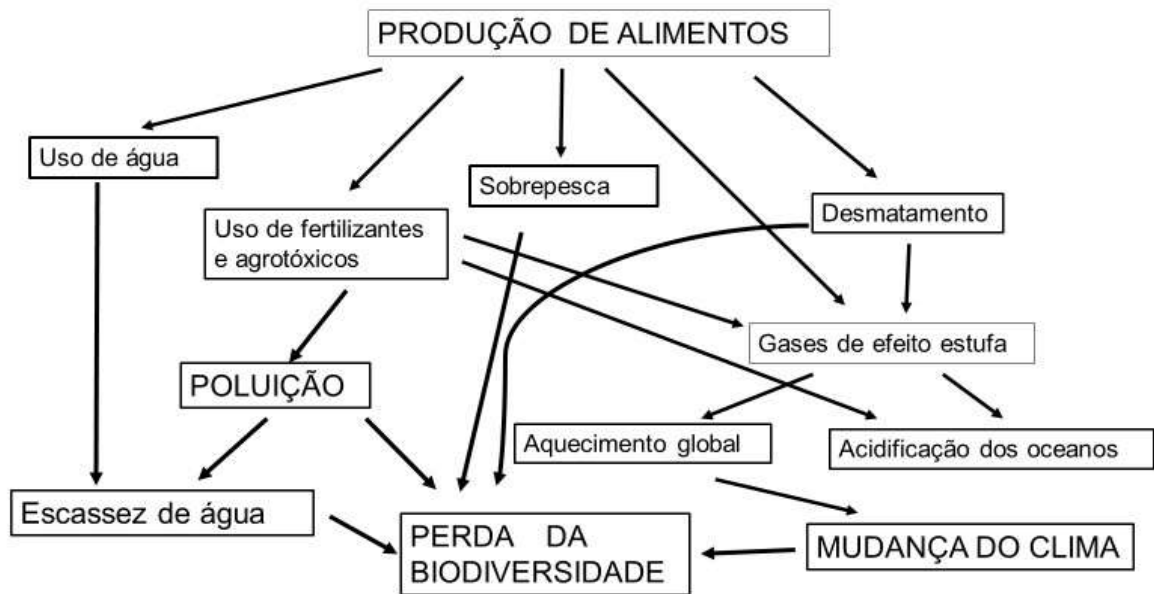 PRODUÇÃO DE ALIMENTOS
Uso de água
Sobrepesca
Uso de fertilizantes
e agrotóxicos
Desmatamento
Gases de efeito estufa
POLUIÇÃO
Aquecimento global
Acidificação dos oceanos
Escassez de água
PERDA DA
BIODIVERSIDADE
MUDANÇA DO CLIMA